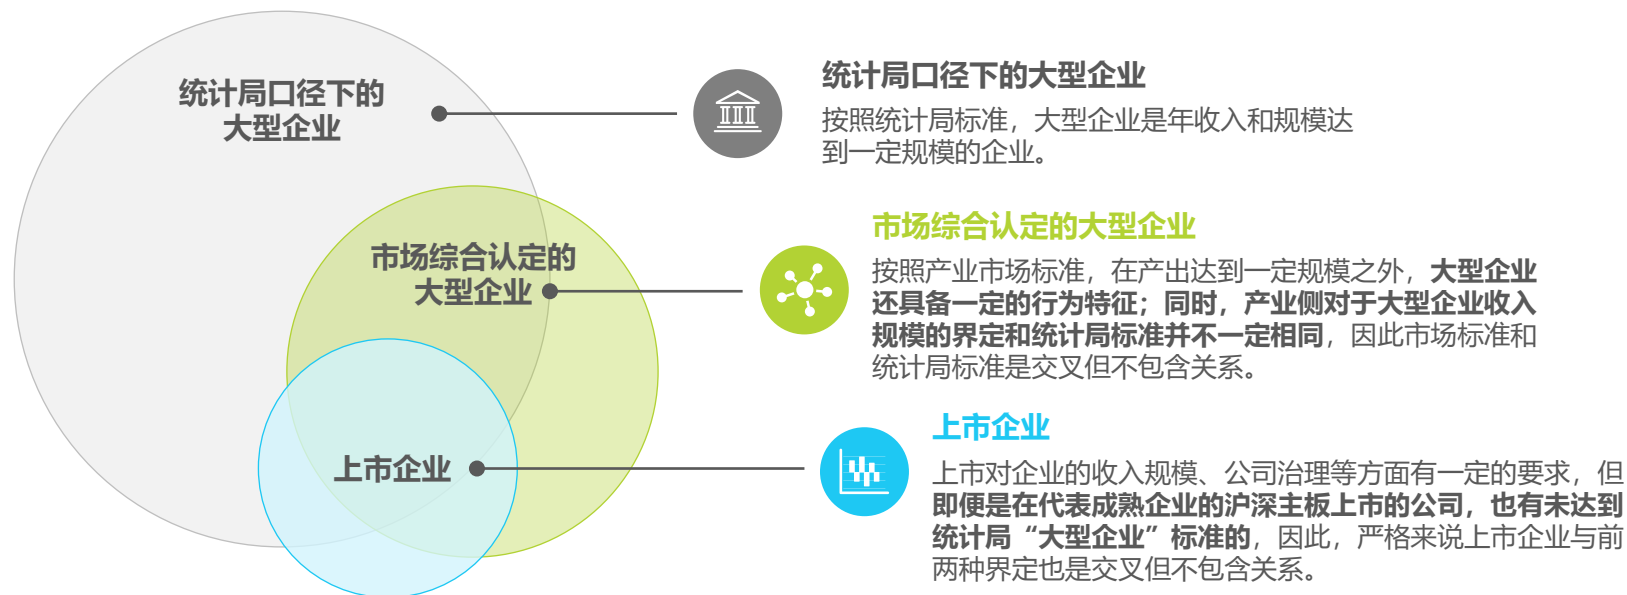 统计局口径下的
大型企业
市场综合认定的
大型企业
上市企业
统计局口径下的大型企业
按照统计局标准，大型企业是年收入和规模达
到一定规模的企业。
市场综合认定的大型企业
按照产业市场标准，在产出达到一定规模之外，大型企业
还具备一定的行为特征；同时，产业侧对于大型企业收入
规模的界定和统计局标准并不一定相同，因此市场标准和
统计局标准是交叉但不包含关系。
上市企业
上市对企业的收入规模、公司治理等方面有一定的要求，但
即便是在代表成熟企业的沪深主板上市的公司，也有未达到
统计局“大型企业”标准的，因此，严格来说上市企业与前
两种界定也是交叉但不包含关系。